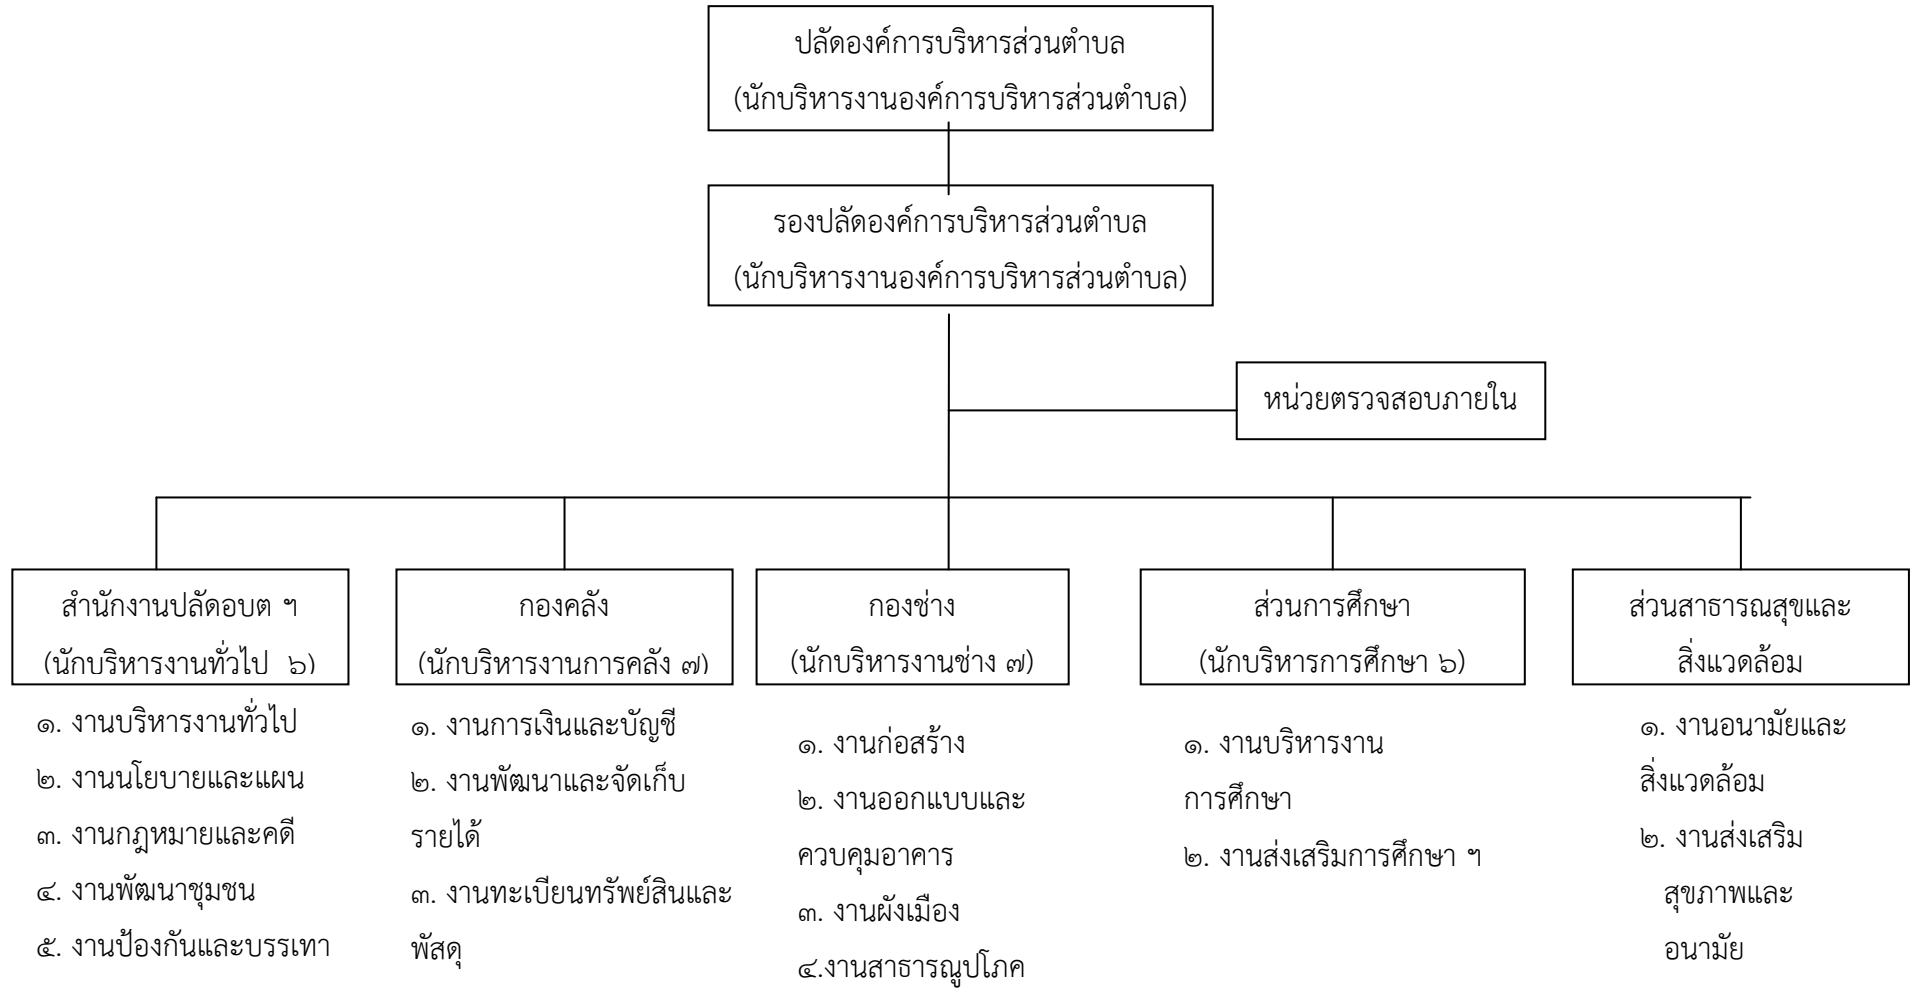 ปลัดองค์การบริหารส่วนตำบล
(นักบริหารงานองค์การบริหารส่วนตำบล)
รองปลัดองค์การบริหารส่วนตำบล
(นักบริหารงานองค์การบริหารส่วนตำบล)
หน่วยตรวจสอบภายใน
สำนักงานปลัดอบต ฯ
(นักบริหารงานทั่วไป ๖)
๑. งานบริหารงานทั่วไป
๒. งานนโยบายและแผน
๓. งานกฎหมายและคดี
๔. งานพัฒนาชุมชน
๕. งานป้องกันและบรรเทา
กองคลัง
(นักบริหารงานการคลัง ๗)
๑. งานการเงินและบัญชี
๒. งานพัฒนาและจัดเก็บ
รายได้
๓. งานทะเบียนทรัพย์สินและ
พัสดุ
กองช่าง
(นักบริหารงานช่าง ๗)
๑. งานก่อสร้าง
๒. งานออกแบบและ
ควบคุมอาคาร
๓. งานผังเมือง
๔.งานสาธารณูปโภค
ส่วนการศึกษา
(นักบริหารการศึกษา ๖)
๑. งานบริหารงาน
การศึกษา
๒. งานส่งเสริมการศึกษา ฯ
ส่วนสาธารณสุขและ
สิ่งแวดล้อม
๑. งานอนามัยและ
สิ่งแวดล้อม
๒. งานส่งเสริม
สุขภาพและ
อนามัย